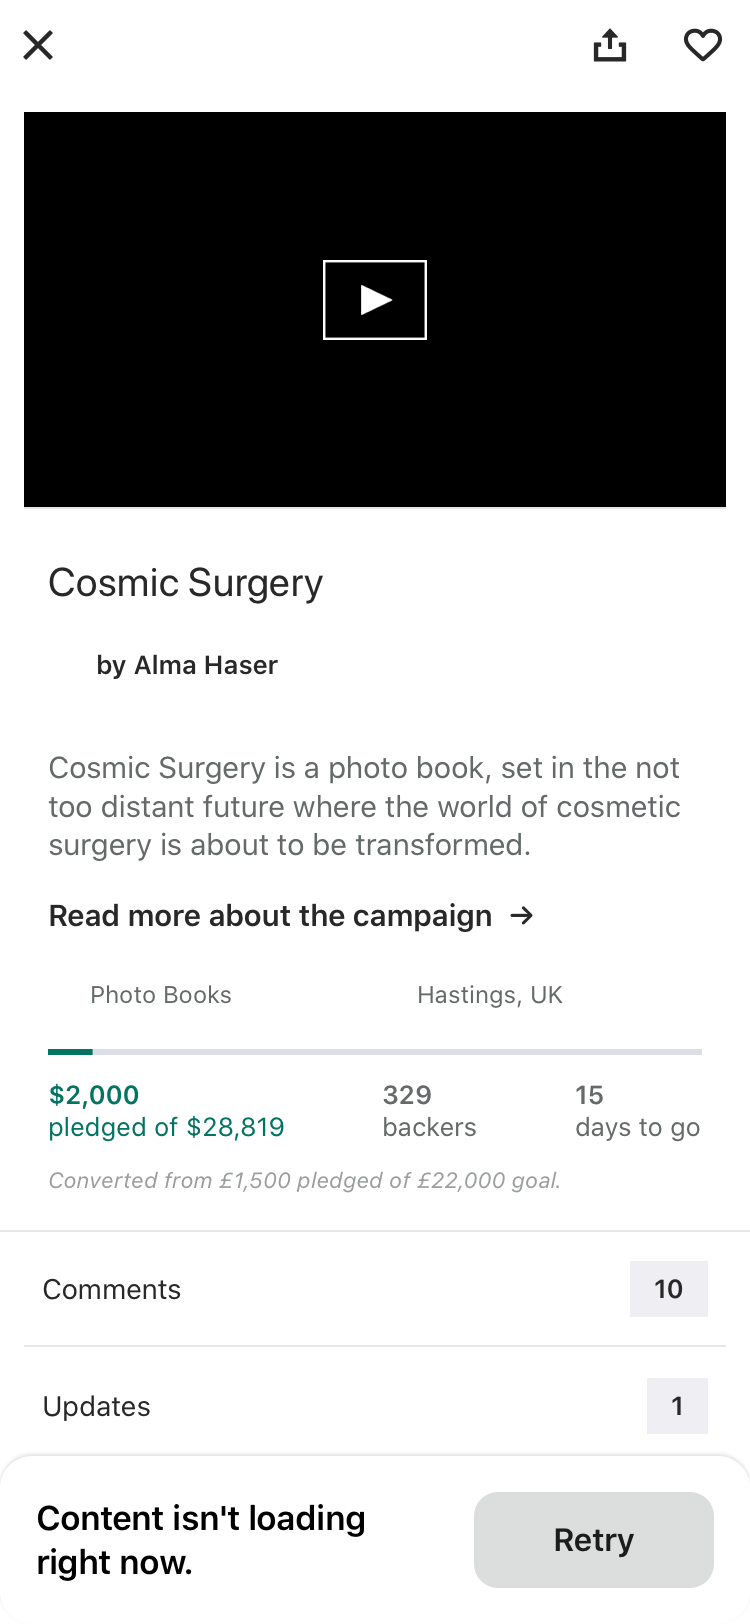 Cosmic Surgery
by Alma Haser
Cosmic Surgery is a photo book, set in the not
too distant future where the world of cosmetic
surgery is about to be transformed.
Read more about the campaign →
Photo Books
Hastings, UK
$2,000
pledged of $28,819
329
backers
15
days to go
Converted from £1,500 pledged of £22,000 goal.
Comments
10
Updates
1
Content isn't loading
right now.
Retry